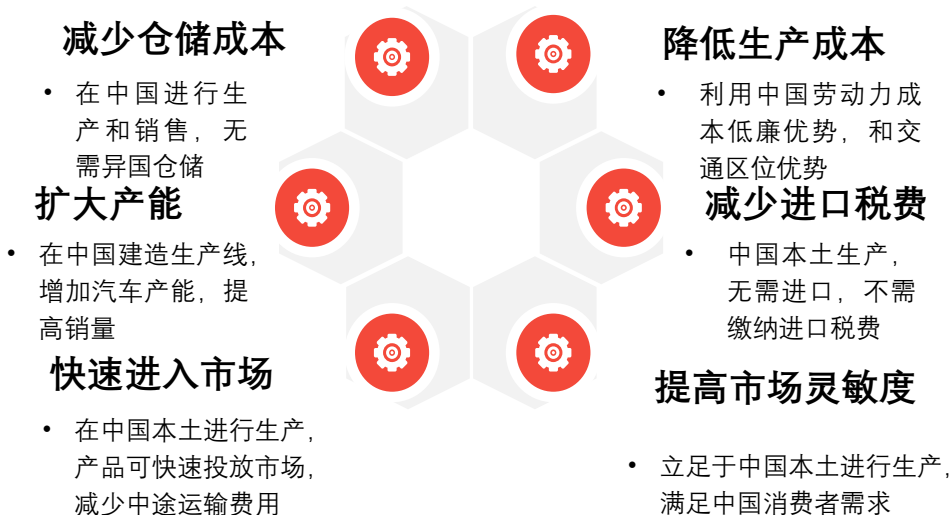 减少仓储成本
• 在中国进行生
产和销售，无
需异国仓储
扩大产能
• 在中国建造生产线，
增加汽车产能，提
高销量
快速进入市场
• 在中国本土进行生产，
产品可快速投放市场，
减少中途运输费用
降低生产成本
• 利用中国劳动力成
本低廉优势，和交
通区位优势
减少进口税费
• 中国本土生产，
无需进口，不需
缴纳进口税费
提高市场灵敏度
• 立足于中国本土进行生产，
满足中国消费者需求